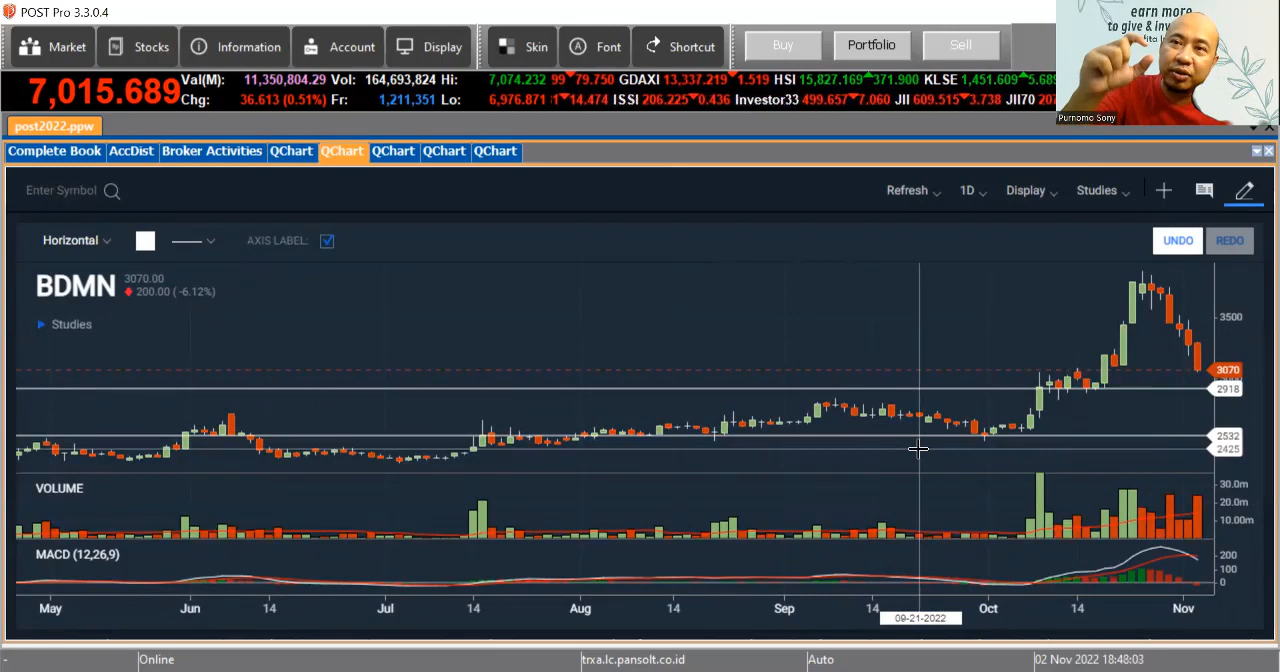 POST Pro 3.3.0.4
earn more
to give & inv
Market Stocks Information Account Display Skin Font Shortcut Buy Portfolio Sell
7,015.689 Val(M): 11,350,804.29 Vol: 164,693,824 Hi: 7,074.232 99 79.750 GDAXI 13,337.219 1.519 HSI 15,827.169 371.900 KLSE 1,451.609 5.689
Chg: 36.613 (0.51%) Fr: 1,211,351 Lo: 6,976.871 :1 14.474 ISSI 206.225 0.436 Investor33 499.657 7.060 JII 609.515 3.738 JII70 207
Purnomo Sony
post2022.ppw
Complete Book AccDist Broker Activities QChart QChart QChart QChart QChart
Enter Symbol Refresh 1D Display Studies
Horizontal AXIS LABEL: UNDO REDO
BDMN 3070.00
200.00 (-6.12%)
Studies
3500
3070
2918
2532
2425
VOLUME
30.0m
20.0m
10.00m
MACD (12,26,9)
200
100
0
May Jun 14 Jul 14 Aug 14 Sep 14 Oct 14 Nov
09-21-2022
- Online trxa.lc.pansolt.co.id Auto 02 Nov 2022 18:48:03